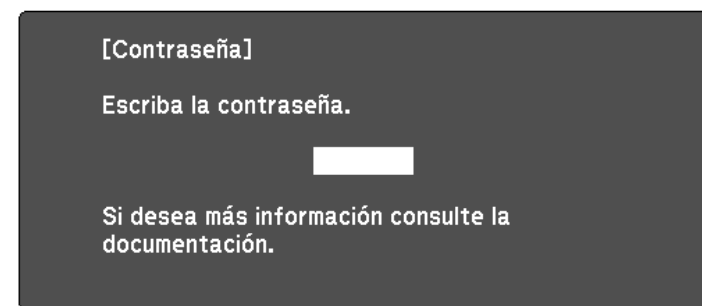 [Contraseña]
Escriba la contraseña.
Si desea más información consulte la
documentación.